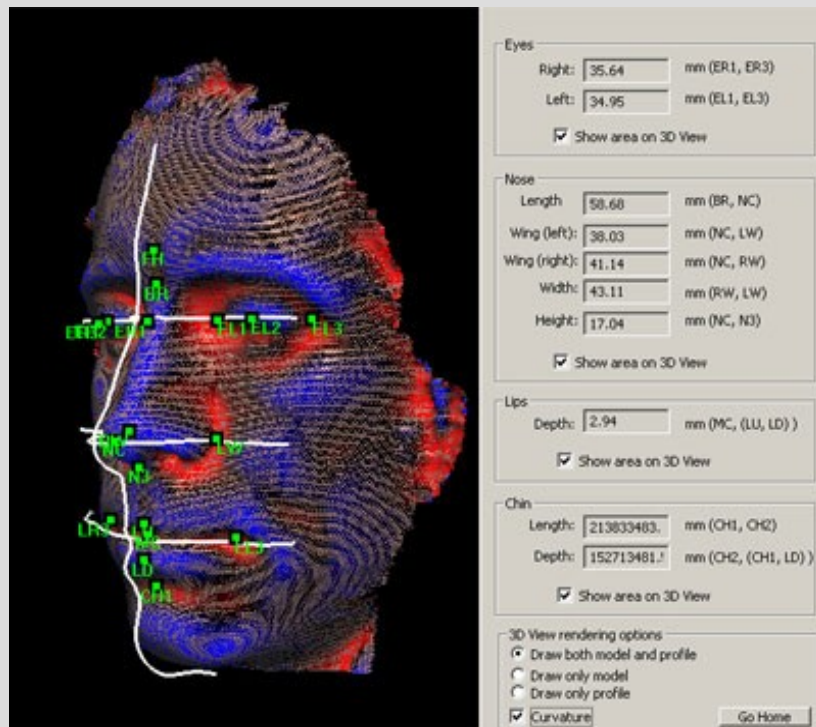 Eyes
Right: 35.64 mm (ER1, ER3)
Left: 34.95 mm (EL1, EL3)
Show area on 3D View
Nose
Length 58.68 mm (BR, NC)
Wing (left): 38.03 mm (NC, LW)
Wing (right): 41.14 mm (NC, RW)
Width: 43.11 mm (RW, LW)
Height: 17.04 mm (NC, N3)
Show area on 3D View
Lips
Depth: 2.94 mm (MC, (LU, LD) )
Show area on 3D View
Chin
Length: 213833483. mm (CH1, CH2)
Depth: 152713481. mm (CH2, (CH1, LD) )
Show area on 3D View
3D View rendering options
Draw both model and profile
Draw only model
Draw only profile
Curvature Go Home
BR
EL2
NC
N3
LD
CH1